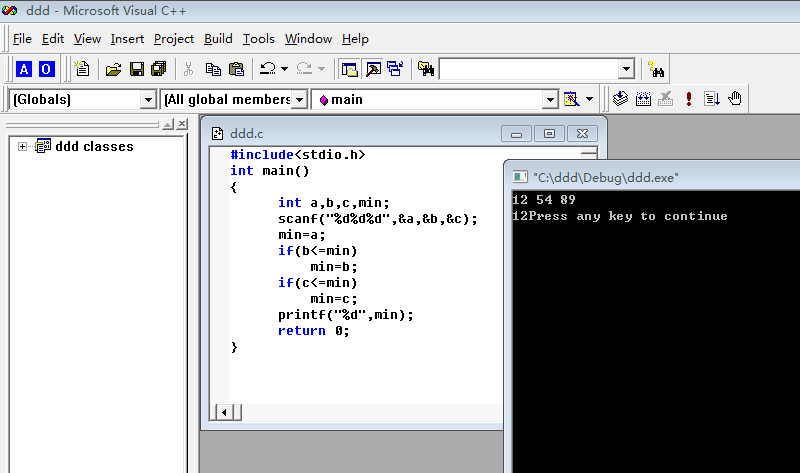 ddd - Microsoft Visual C++
File Edit View Insert Project Build Tools Window Help
A O
(Globals) (All global members main
ddd classes
ddd.c
#include<stdio.h>
int main()
{
int a,b,c,min;
scanf("%d%d%d",&a,&b,&c);
min=a;
if(b<=min)
min=b;
if(c<=min)
min=c;
printf("%d",min);
return 0;
}
"C:\ddd\Debug\ddd.exe"
12 54 89
12Press any key to continue